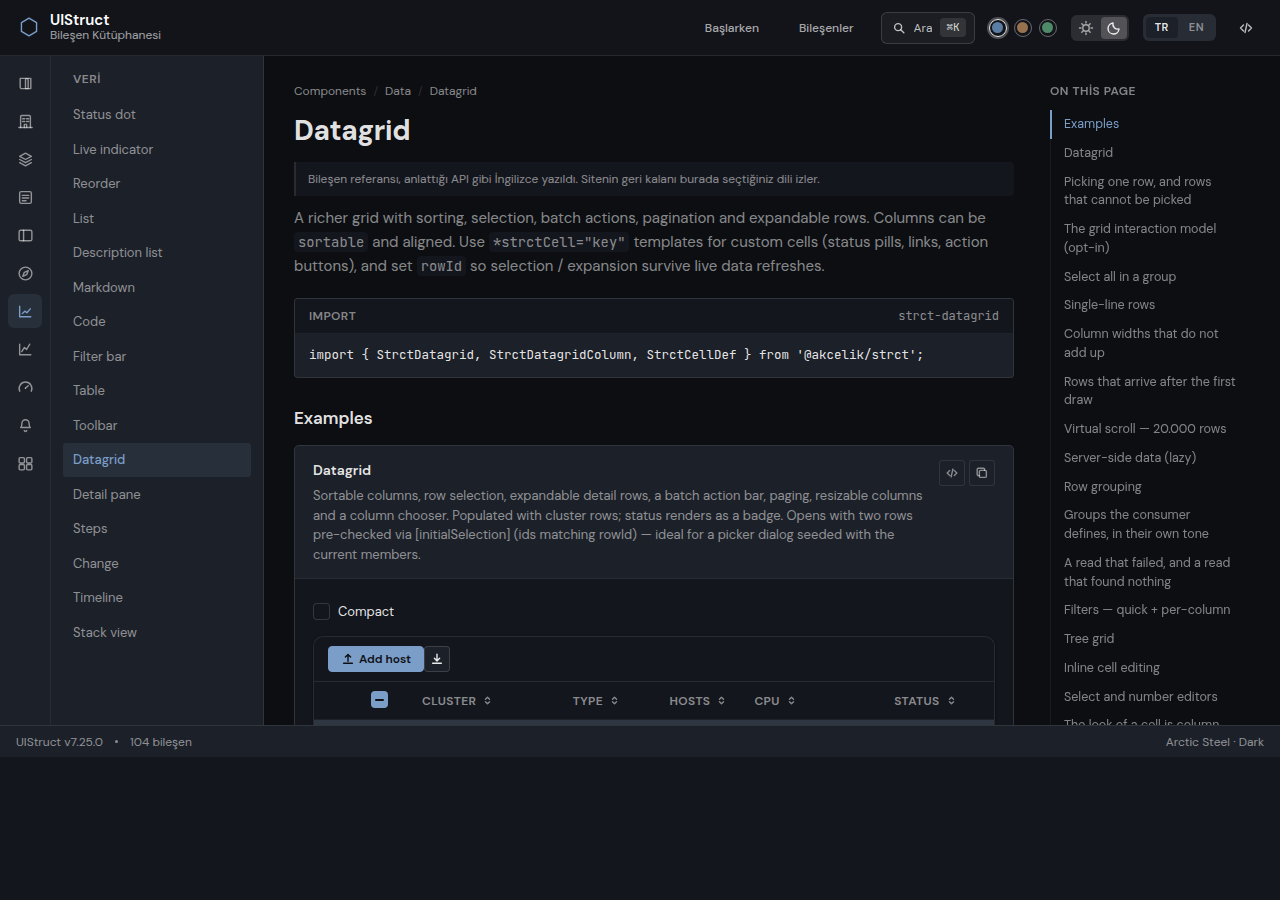 UIStruct
Bileşen Kütüphanesi
Başlarken
Bileşenler
Ara ⌘K
TR EN
VERİ
Status dot
Live indicator
Reorder
List
Description list
Markdown
Code
Filter bar
Table
Toolbar
Datagrid
Detail pane
Steps
Change
Timeline
Stack view
Components / Data / Datagrid
Datagrid
Bileşen referansı, anlattığı API gibi İngilizce yazıldı. Sitenin geri kalanı burada seçtiğiniz dili izler.
A richer grid with sorting, selection, batch actions, pagination and expandable rows. Columns can be
sortable and aligned. Use *strctCell="key" templates for custom cells (status pills, links, action
buttons), and set rowId so selection / expansion survive live data refreshes.
IMPORT strct-datagrid
import { StrctDatagrid, StrctDatagridColumn, StrctCellDef } from '@akcelik/strct';
Examples
Datagrid
Sortable columns, row selection, expandable detail rows, a batch action bar, paging, resizable columns
and a column chooser. Populated with cluster rows; status renders as a badge. Opens with two rows
pre-checked via [initialSelection] (ids matching rowId) — ideal for a picker dialog seeded with the
current members.
Compact
Add host
CLUSTER TYPE HOSTS CPU STATUS
ON THİS PAGE
Examples
Datagrid
Picking one row, and rows
that cannot be picked
The grid interaction model
(opt-in)
Select all in a group
Single-line rows
Column widths that do not
add up
Rows that arrive after the first
draw
Virtual scroll — 20.000 rows
Server-side data (lazy)
Row grouping
Groups the consumer
defines, in their own tone
A read that failed, and a read
that found nothing
Filters — quick + per-column
Tree grid
Inline cell editing
Select and number editors
The look of a cell is column
UIStruct v7.25.0 • 104 bileşen
Arctic Steel · Dark